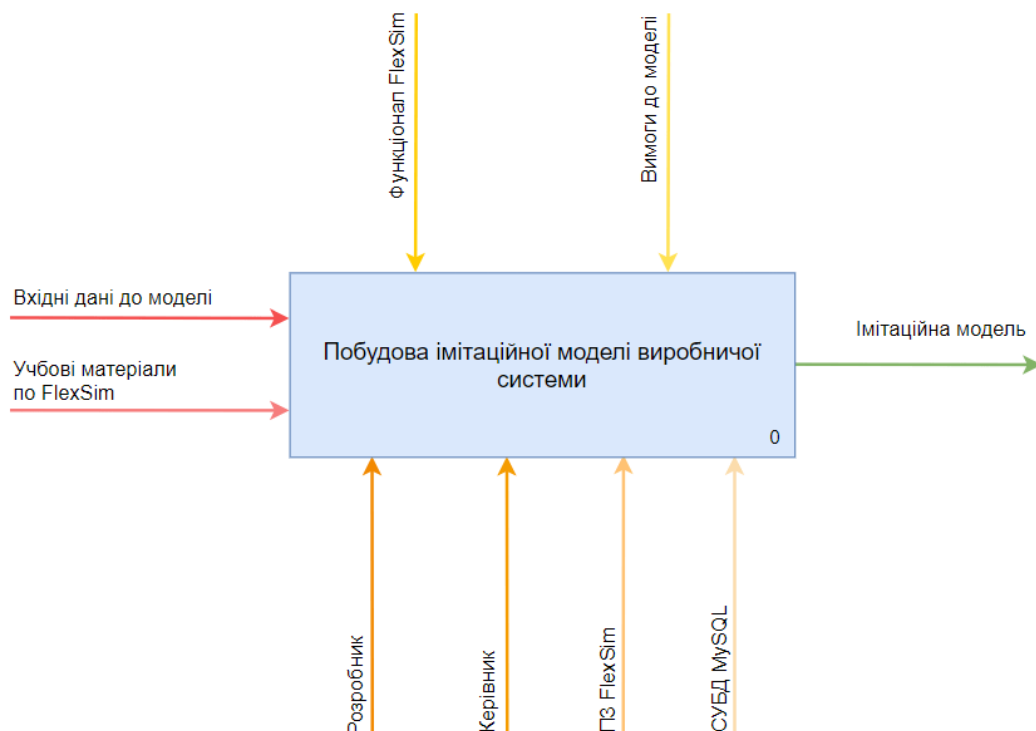 Функціонал FlexSim
Вимоги до моделі
Вхідні дані до моделі
Учбові матеріали
по FlexSim
Побудова імітаційної моделі виробничої
системи
0
Імітаційна модель
Розробник
Керівник
ПЗ FlexSim
СУБД MySQL